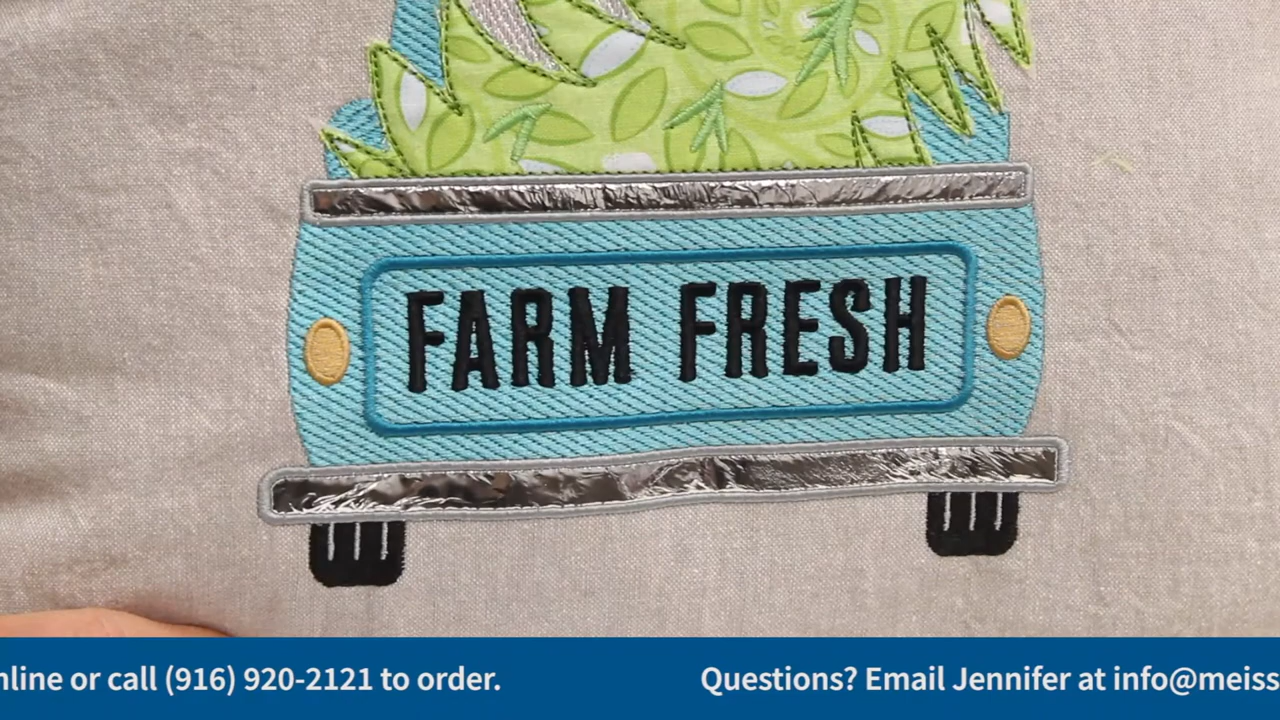 FARM FRESH
nline or call (916) 920-2121 to order.
Questions? Email Jennifer at info@meiss